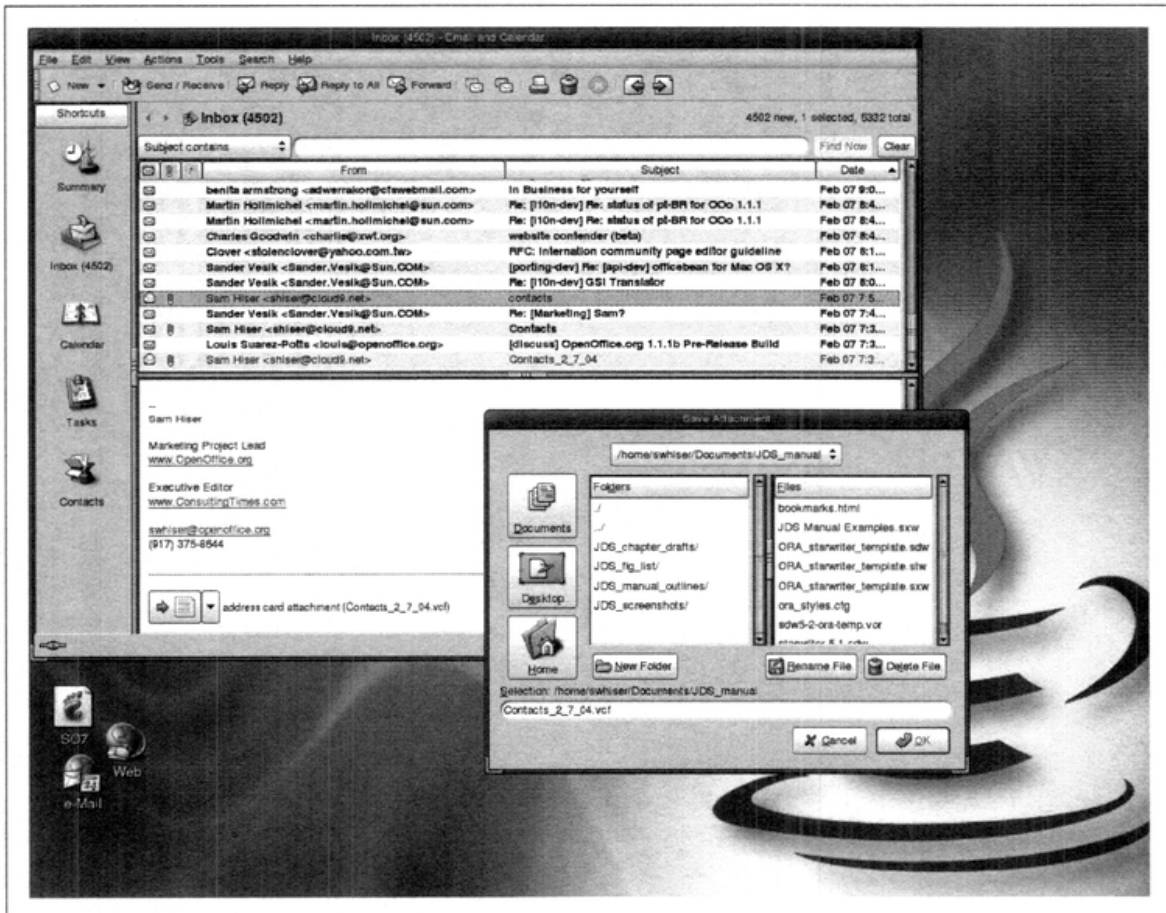 Inbox (4502) - Email and Calendar
File Edit View Actions Tools Search Help
New Send / Receive Reply Reply to All Forward
Shortcuts
Inbox (4502)
4502 new, 1 selected, 5332 total
Subject contains
Find Now Clear
From Subject Date
benita armstrong <adwerrakor@cfswebmail.com> In Business for yourself Feb 07 9:0...
Martin Hollmichel <martin.hollmichel@sun.com> Re: [l10n-dev] Re: status of pt-BR for OOo 1.1.1 Feb 07 8:4...
Martin Hollmichel <martin.hollmichel@sun.com> Re: [l10n-dev] Re: status of pt-BR for OOo 1.1.1 Feb 07 8:4...
Charles Goodwin <charlie@xwt.org> website contender (beta) Feb 07 8:4...
Clover <stolenclover@yahoo.com.tw> RFC: Internation community page editor guideline Feb 07 8:1...
Sander Vesik <Sander.Vesik@Sun.COM> [porting-dev] Re: [api-dev] officebean for Mac OS X? Feb 07 8:1...
Sander Vesik <Sander.Vesik@Sun.COM> Re: [l10n-dev] GSI Translator Feb 07 8:0...
Sam Hiser <shiser@cloud9.net> contacts Feb 07 7:5...
Sander Vesik <Sander.Vesik@Sun.COM> Re: [Marketing] Sam? Feb 07 7:4...
Sam Hiser <shiser@cloud9.net> Contacts Feb 07 7:3...
Louis Suarez-Potts <louis@openoffice.org> [discuss] OpenOffice.org 1.1.1b Pre-Release Build Feb 07 7:3...
Sam Hiser <shiser@cloud9.net> Contacts_2_7_04 Feb 07 7:3...
Summary
Inbox (4502)
Calendar
Tasks
Contacts
--
Sam Hiser
Marketing Project Lead
www.OpenOffice.org
Executive Editor
www.ConsultingTimes.com
swhiser@openoffice.org
(917) 375-8644
address card attachment (Contacts_2_7_04.vcf)
Save Attachment
/home/swhiser/Documents/JDS_manual
Documents
Desktop
Home
Folders
./
../
JDS_chapter_drafts/
JDS_fig_list/
JDS_manual_outlines/
JDS_screenshots/
Files
bookmarks.html
JDS Manual Examples.sxw
ORA_starwriter_template.sdw
ORA_starwriter_template.stw
ORA_starwriter_template.sxw
ora_styles.cfg
sdw5-2-ora-temp.vor
New Folder Rename File Delete File
Selection: /home/swhiser/Documents/JDS_manual
Contacts_2_7_04.vcf
Cancel OK
SO7
Web
e-Mail